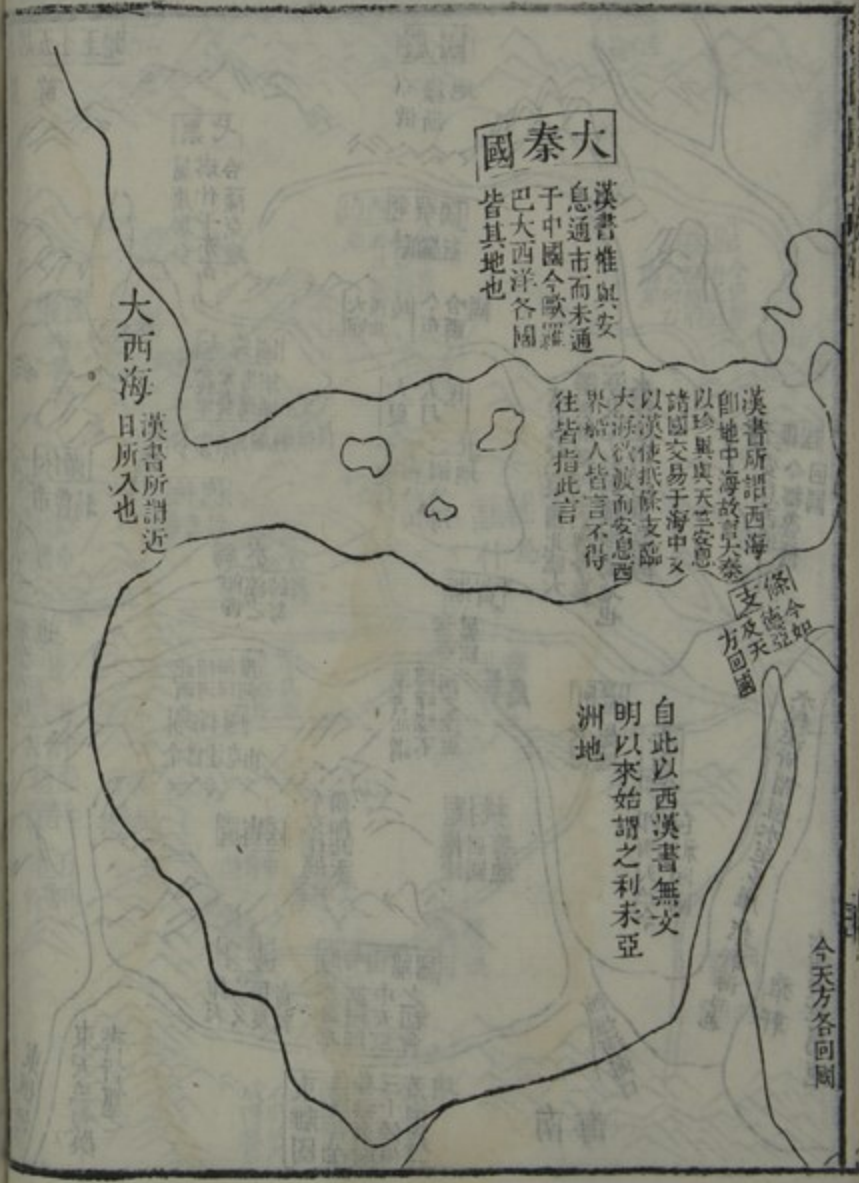 大秦國
漢書惟與安
息通市而未通
于中國今歐羅
巴大西洋各國
皆其地也
漢書所謂西海
即地中海故言大秦
以珍異與天竺安息
諸國交易于海中又
以漢使抵條支臨
大海欲渡而安息西
界船人皆言不得
往皆指此言
大西海
漢書所謂近
日所入也
條支
今如
德亞
及天
方回國
自此以西漢書無文
明以來始謂之利未亞
洲地
今天方各回國